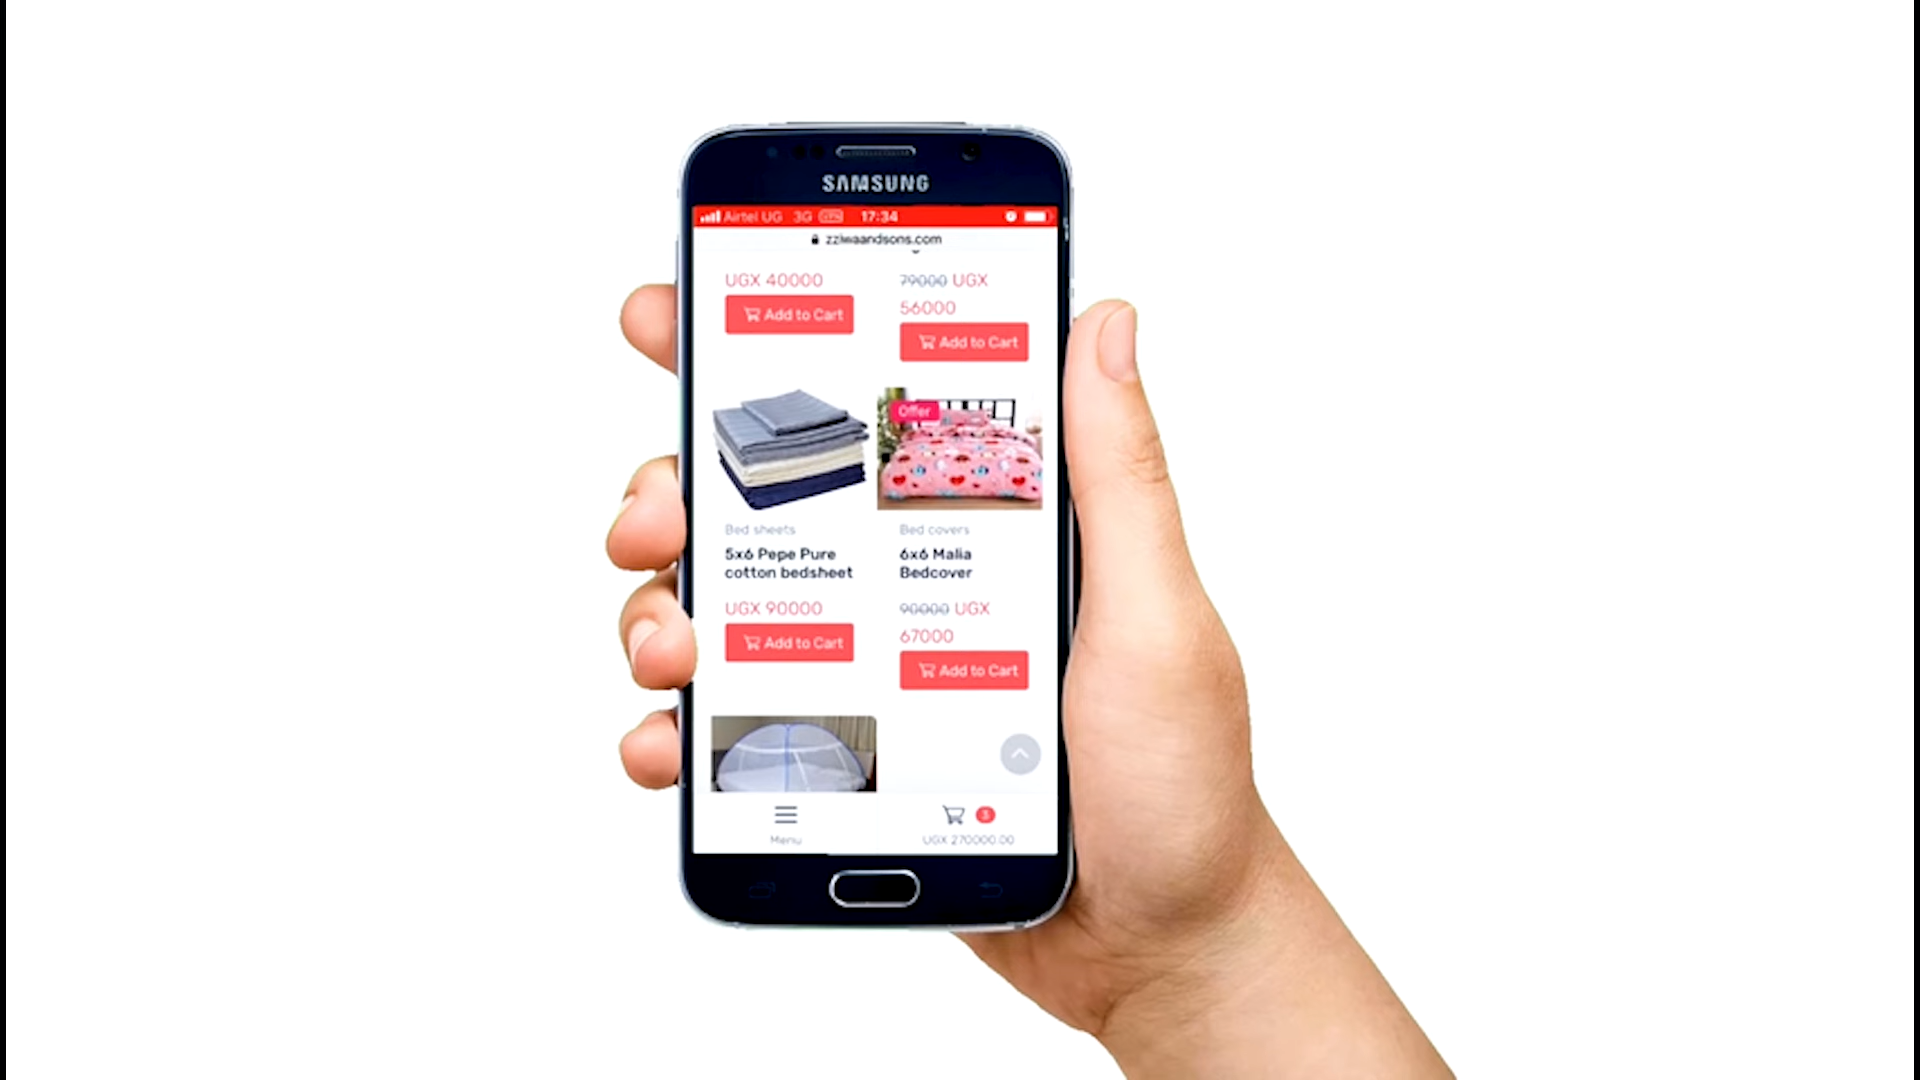 SAMSUNG
Airtel UG 3G VPN 17:34
zziwaandsons.com
UGX 40000
Add to Cart
79000 UGX
56000
Add to Cart
Offer
Bed sheets
5x6 Pepe Pure
cotton bedsheet
UGX 90000
Add to Cart
Bed covers
6x6 Malia
Bedcover
90000 UGX
67000
Add to Cart
Menu
3
UGX 270000.00